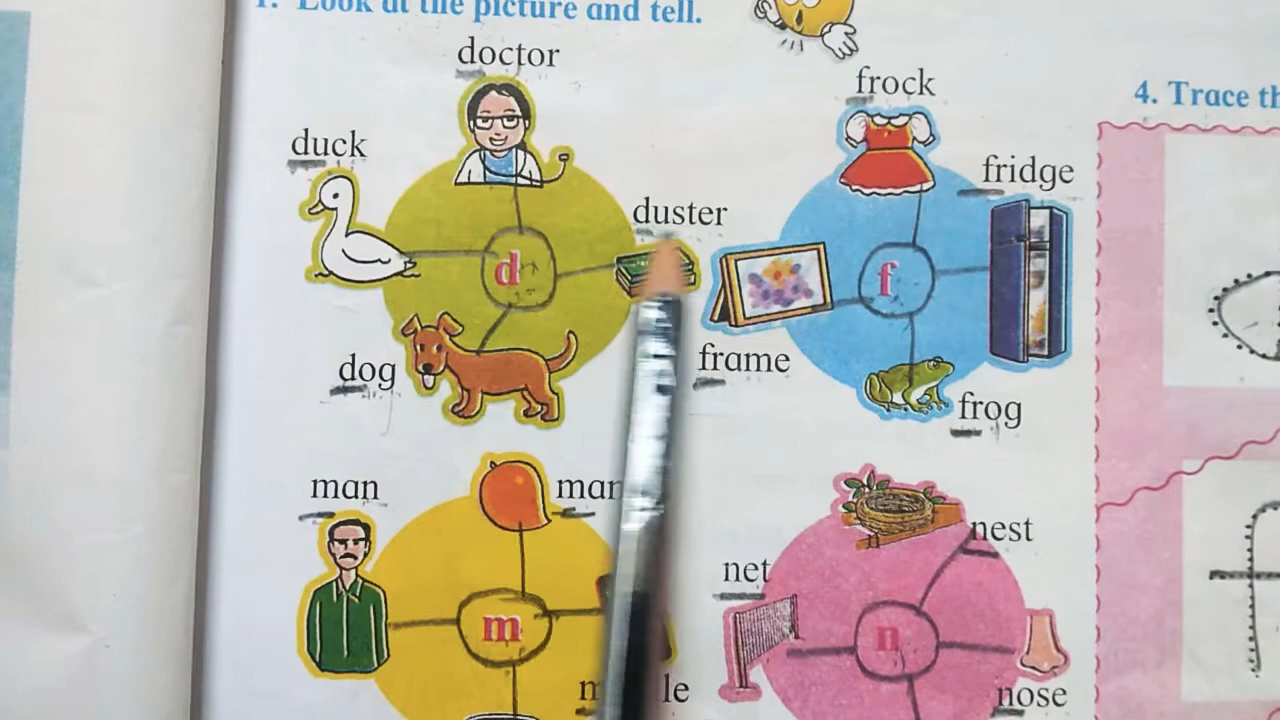 1. Look at the picture and tell.
doctor
duck
duster
d
dog
frock
fridge
f
frame
frog
man
m
nest
net
n
nose
4. Trace